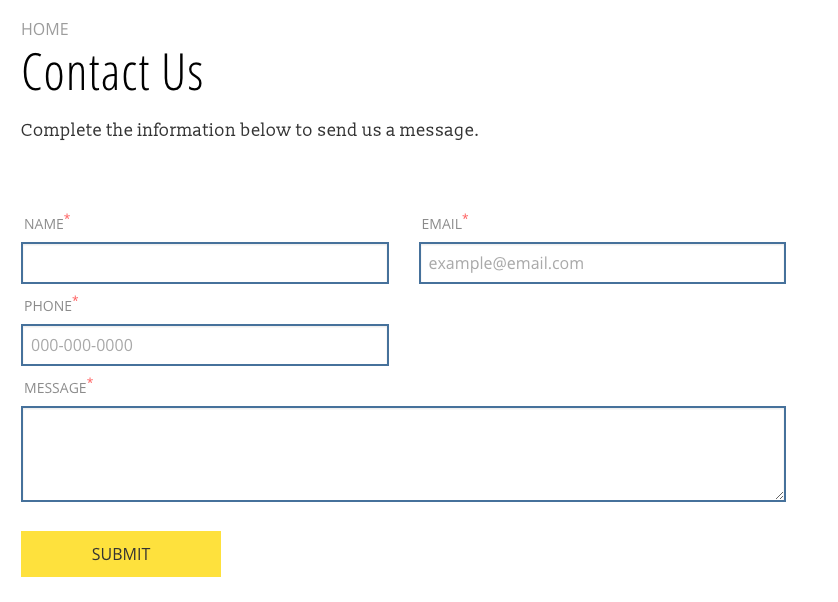 HOME
Contact Us
Complete the information below to send us a message.
NAME* EMAIL*
example@email.com
PHONE*
000-000-0000
MESSAGE*
SUBMIT